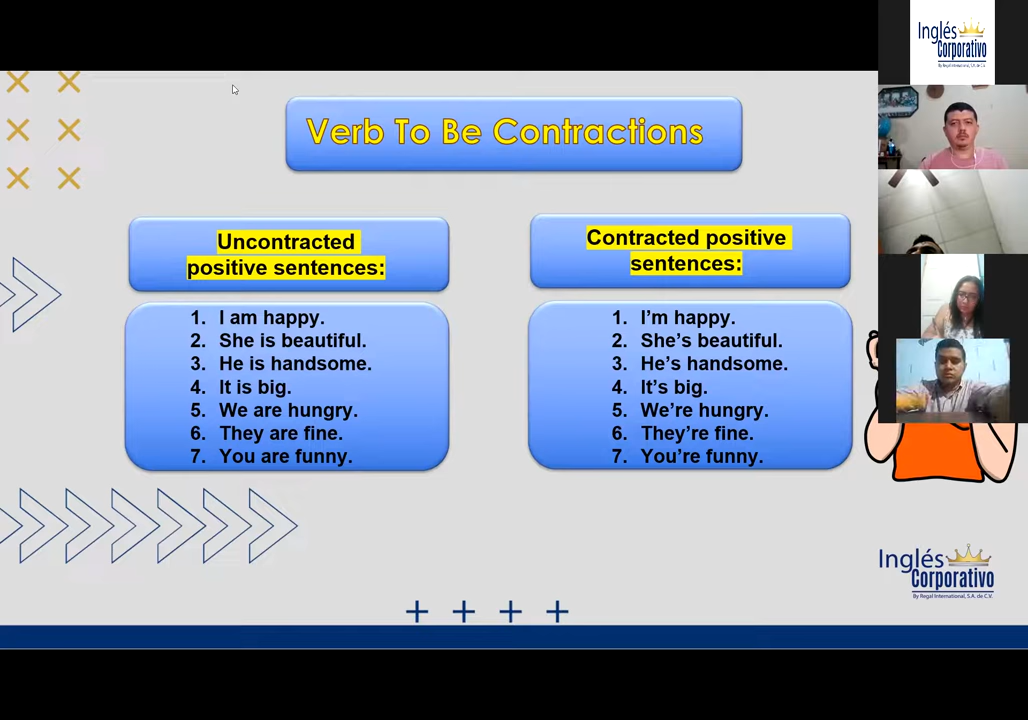 Verb To Be Contractions
Uncontracted
positive sentences:
1. I am happy.
2. She is beautiful.
3. He is handsome.
4. It is big.
5. We are hungry.
6. They are fine.
7. You are funny.
Contracted positive
sentences:
1. I’m happy.
2. She’s beautiful.
3. He’s handsome.
4. It’s big.
5. We’re hungry.
6. They’re fine.
7. You’re funny.
Inglés
Corporativo
By Regal International, S.A. de C.V.
Inglés
Corporativo
By Regal International, S.A. de C.V.